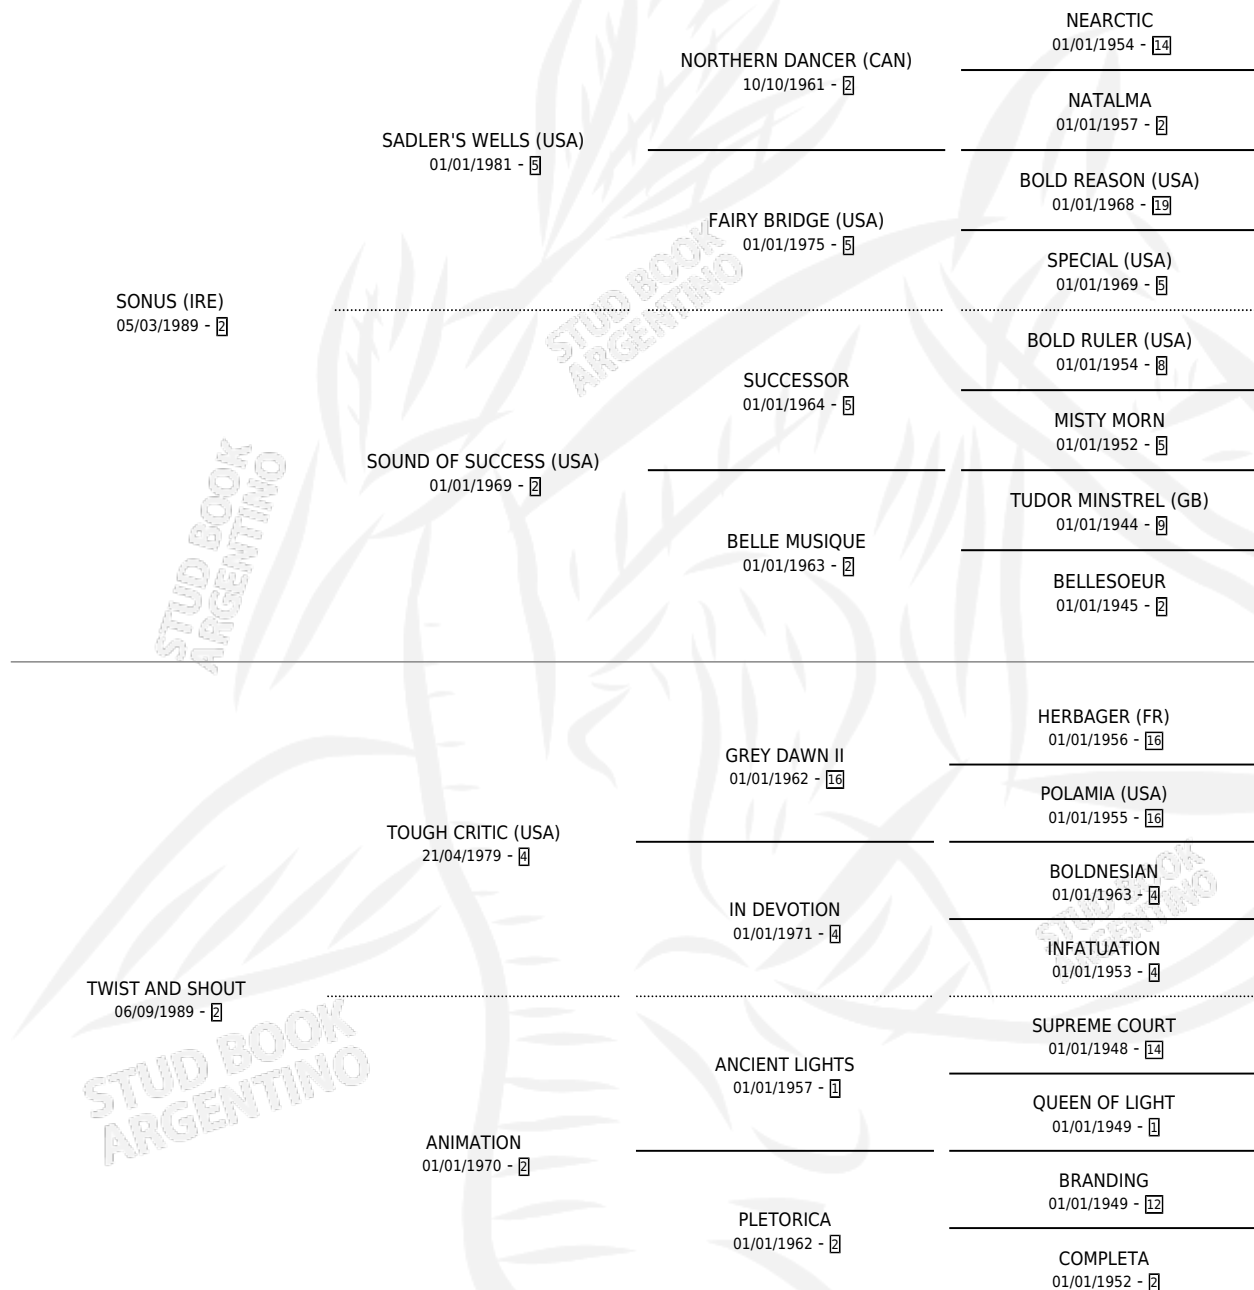 NEARCTIC
01/01/1954 - 14
NORTHERN DANCER (CAN)
10/10/1961 - 2
NATALMA
01/01/1957 - 2
SADLER'S WELLS (USA)
01/01/1981 - 5
BOLD REASON (USA)
01/01/1968 - 19
FAIRY BRIDGE (USA)
01/01/1975 - 5
SPECIAL (USA)
01/01/1969 - 5
SONUS (IRE)
05/03/1989 - 2
BOLD RULER (USA)
01/01/1954 - 8
SUCCESSOR
01/01/1964 - 5
MISTY MORN
01/01/1952 - 5
SOUND OF SUCCESS (USA)
01/01/1969 - 2
TUDOR MINSTREL (GB)
01/01/1944 - 9
BELLE MUSIQUE
01/01/1963 - 2
BELLESOEUR
01/01/1945 - 2
HERBAGER (FR)
01/01/1956 - 16
GREY DAWN II
01/01/1962 - 16
POLAMIA (USA)
01/01/1955 - 16
TOUGH CRITIC (USA)
21/04/1979 - 4
BOLDNESIAN
01/01/1963 - 4
IN DEVOTION
01/01/1971 - 4
INFATUATION
01/01/1953 - 4
TWIST AND SHOUT
06/09/1989 - 2
SUPREME COURT
01/01/1948 - 14
ANCIENT LIGHTS
01/01/1957 - 1
QUEEN OF LIGHT
01/01/1949 - 1
ANIMATION
01/01/1970 - 2
BRANDING
01/01/1949 - 12
PLETORICA
01/01/1962 - 2
COMPLETA
01/01/1952 - 2
STUD BOOK
ARGENTINO
STUD BOOK
ARGENTINO
STUD BOOK
ARGENTINO
STUD BOOK
ARGENTINO